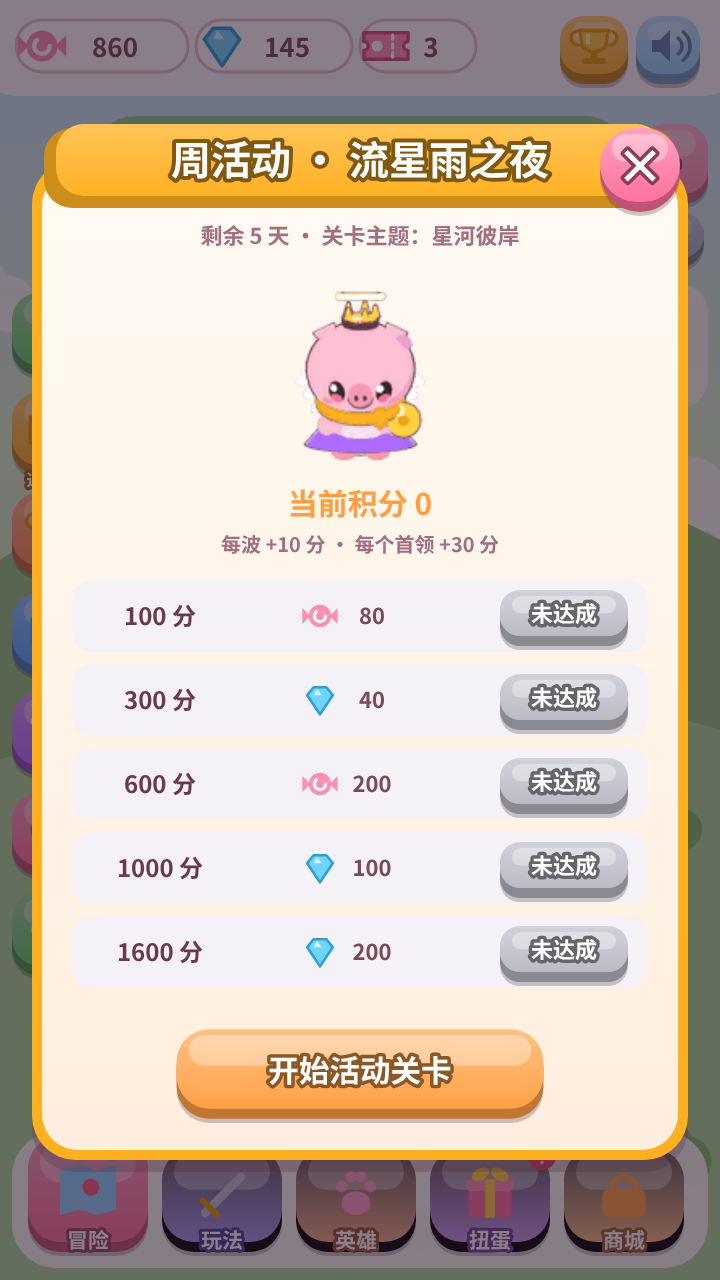 860
145
3
周活动 · 流星雨之夜
剩余 5 天 · 关卡主题：星河彼岸
当前积分 0
每波 +10 分 · 每个首领 +30 分
100 分 80 未达成
300 分 40 未达成
600 分 200 未达成
1000 分 100 未达成
1600 分 200 未达成
开始活动关卡
冒险
玩法
英雄
扭蛋
商城